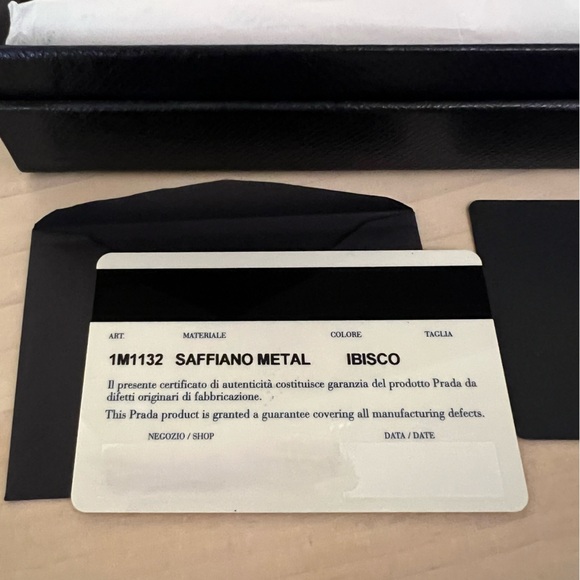 ART. MATERIALE COLORE TAGLIA
1M1132 SAFFIANO METAL IBISCO
Il presente certificato di autenticità costituisce garanzia del prodotto Prada da
difetti originari di fabbricazione.
This Prada product is granted a guarantee covering all manufacturing defects.
NEGOZIO / SHOP DATA / DATE